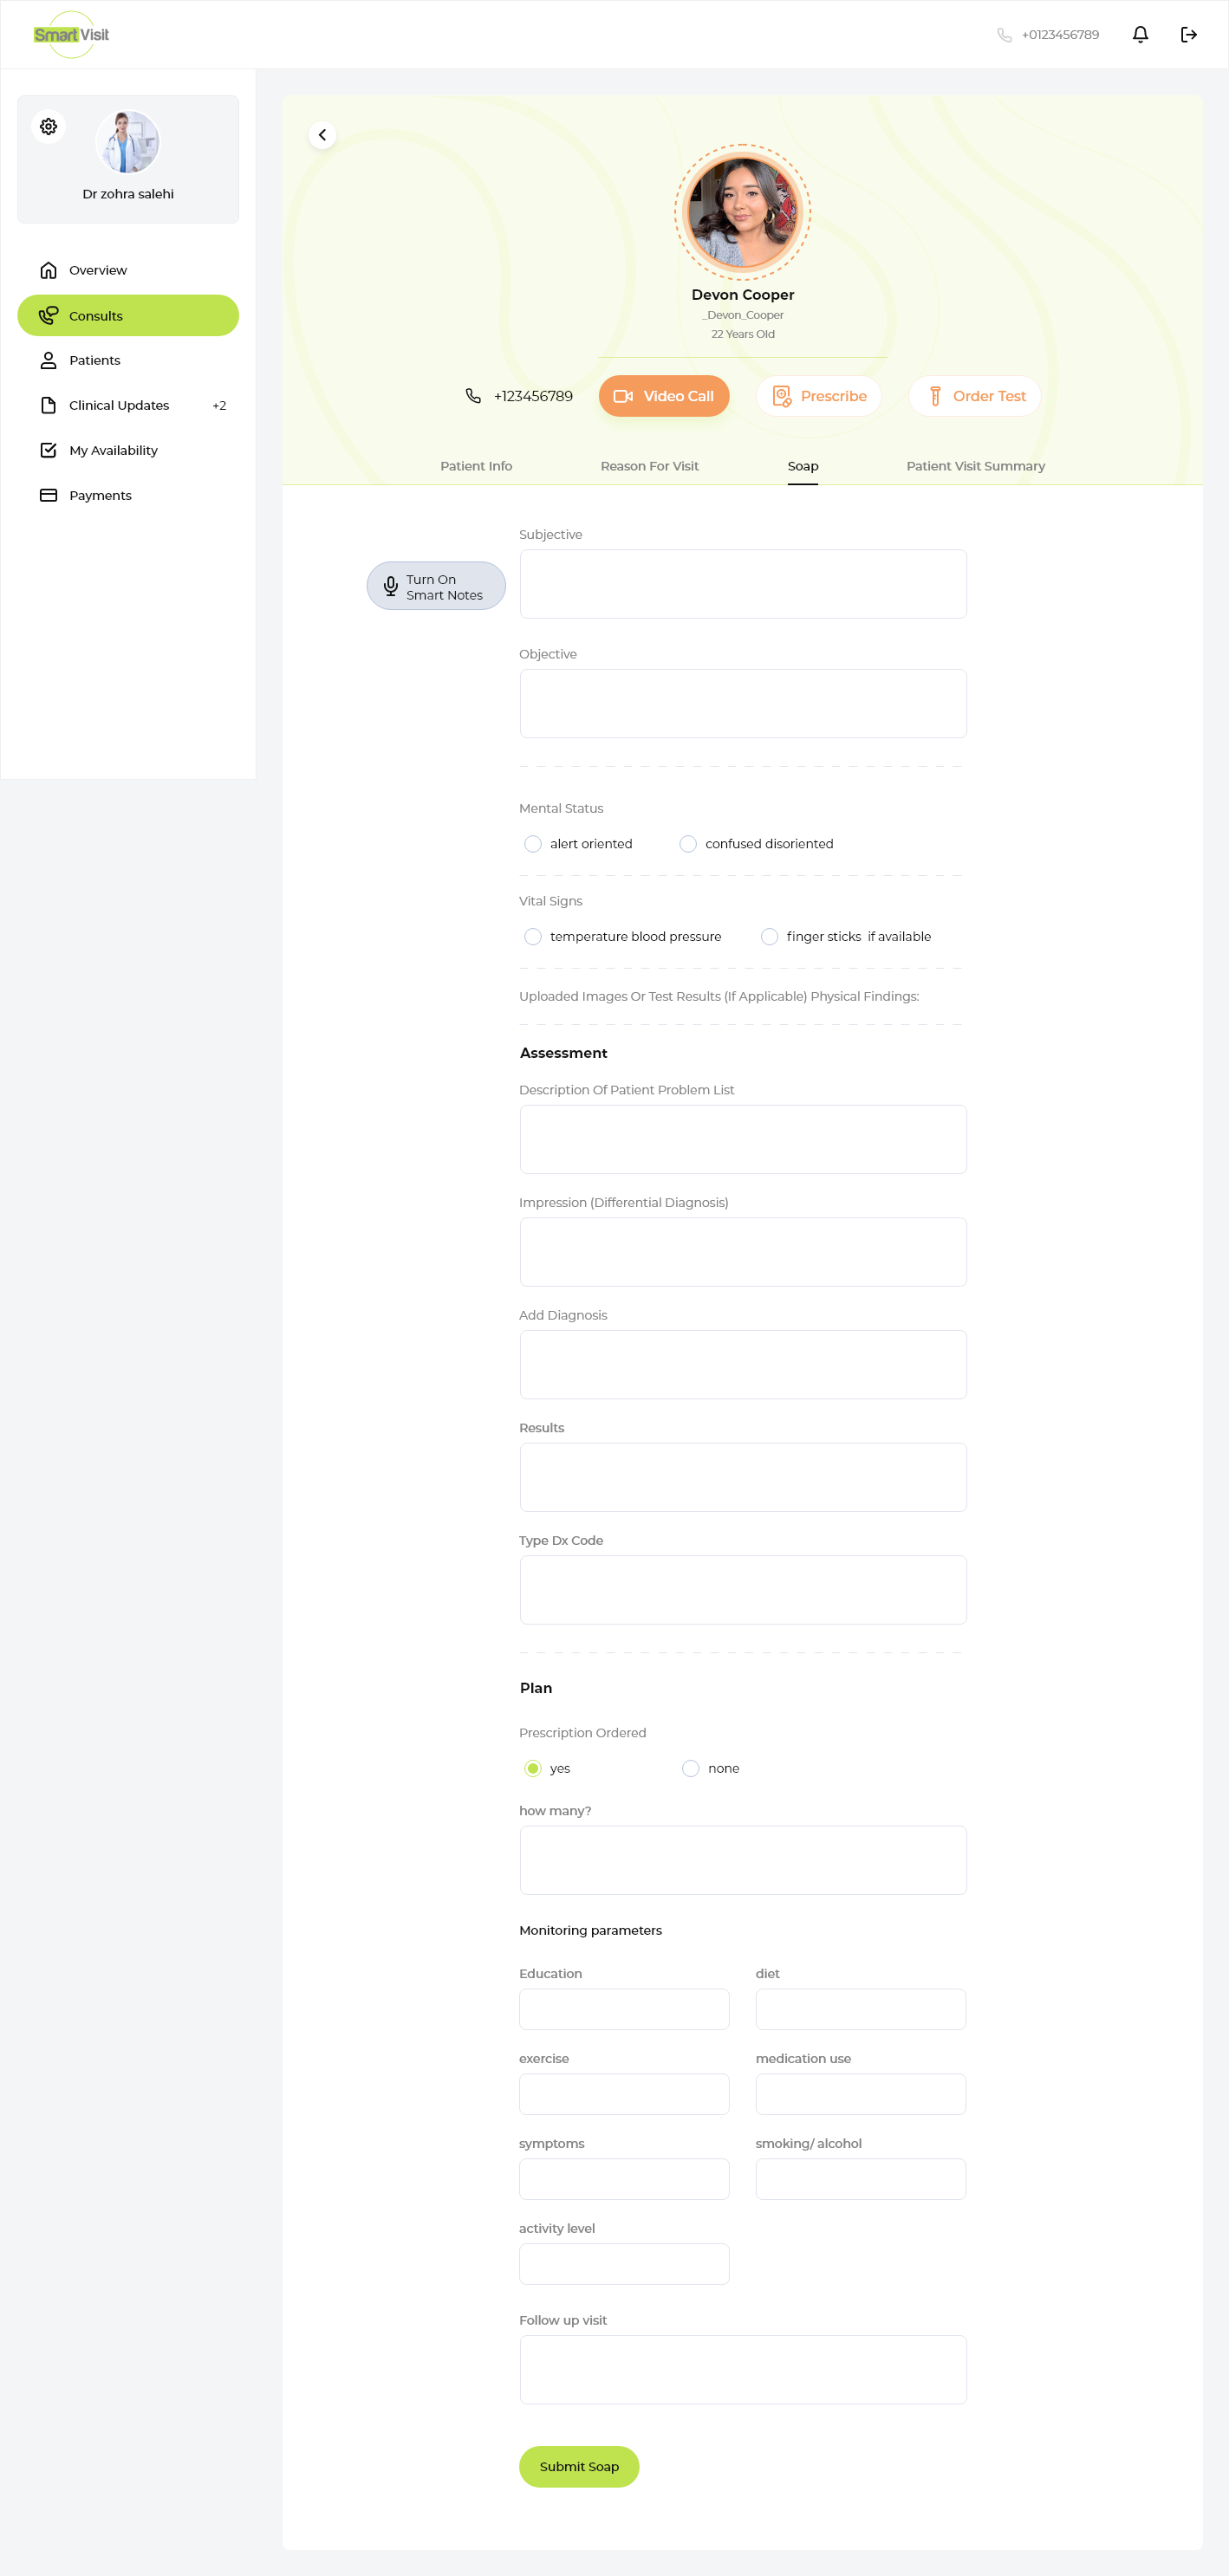 Smart Visit
+0123456789
Dr zohra salehi
Overview
Consults
Patients
Clinical Updates +2
My Availability
Payments
Devon Cooper
_Devon_Cooper
22 Years Old
+123456789 Video Call Prescribe Order Test
Patient Info Reason For Visit Soap Patient Visit Summary
Subjective
Turn On
Smart Notes
Objective
Mental Status
alert oriented confused disoriented
Vital Signs
temperature blood pressure finger sticks if available
Uploaded Images Or Test Results (If Applicable) Physical Findings:
Assessment
Description Of Patient Problem List
Impression (Differential Diagnosis)
Add Diagnosis
Results
Type Dx Code
Plan
Prescription Ordered
yes none
how many?
Monitoring parameters
Education diet
exercise medication use
symptoms smoking/ alcohol
activity level
Follow up visit
Submit Soap